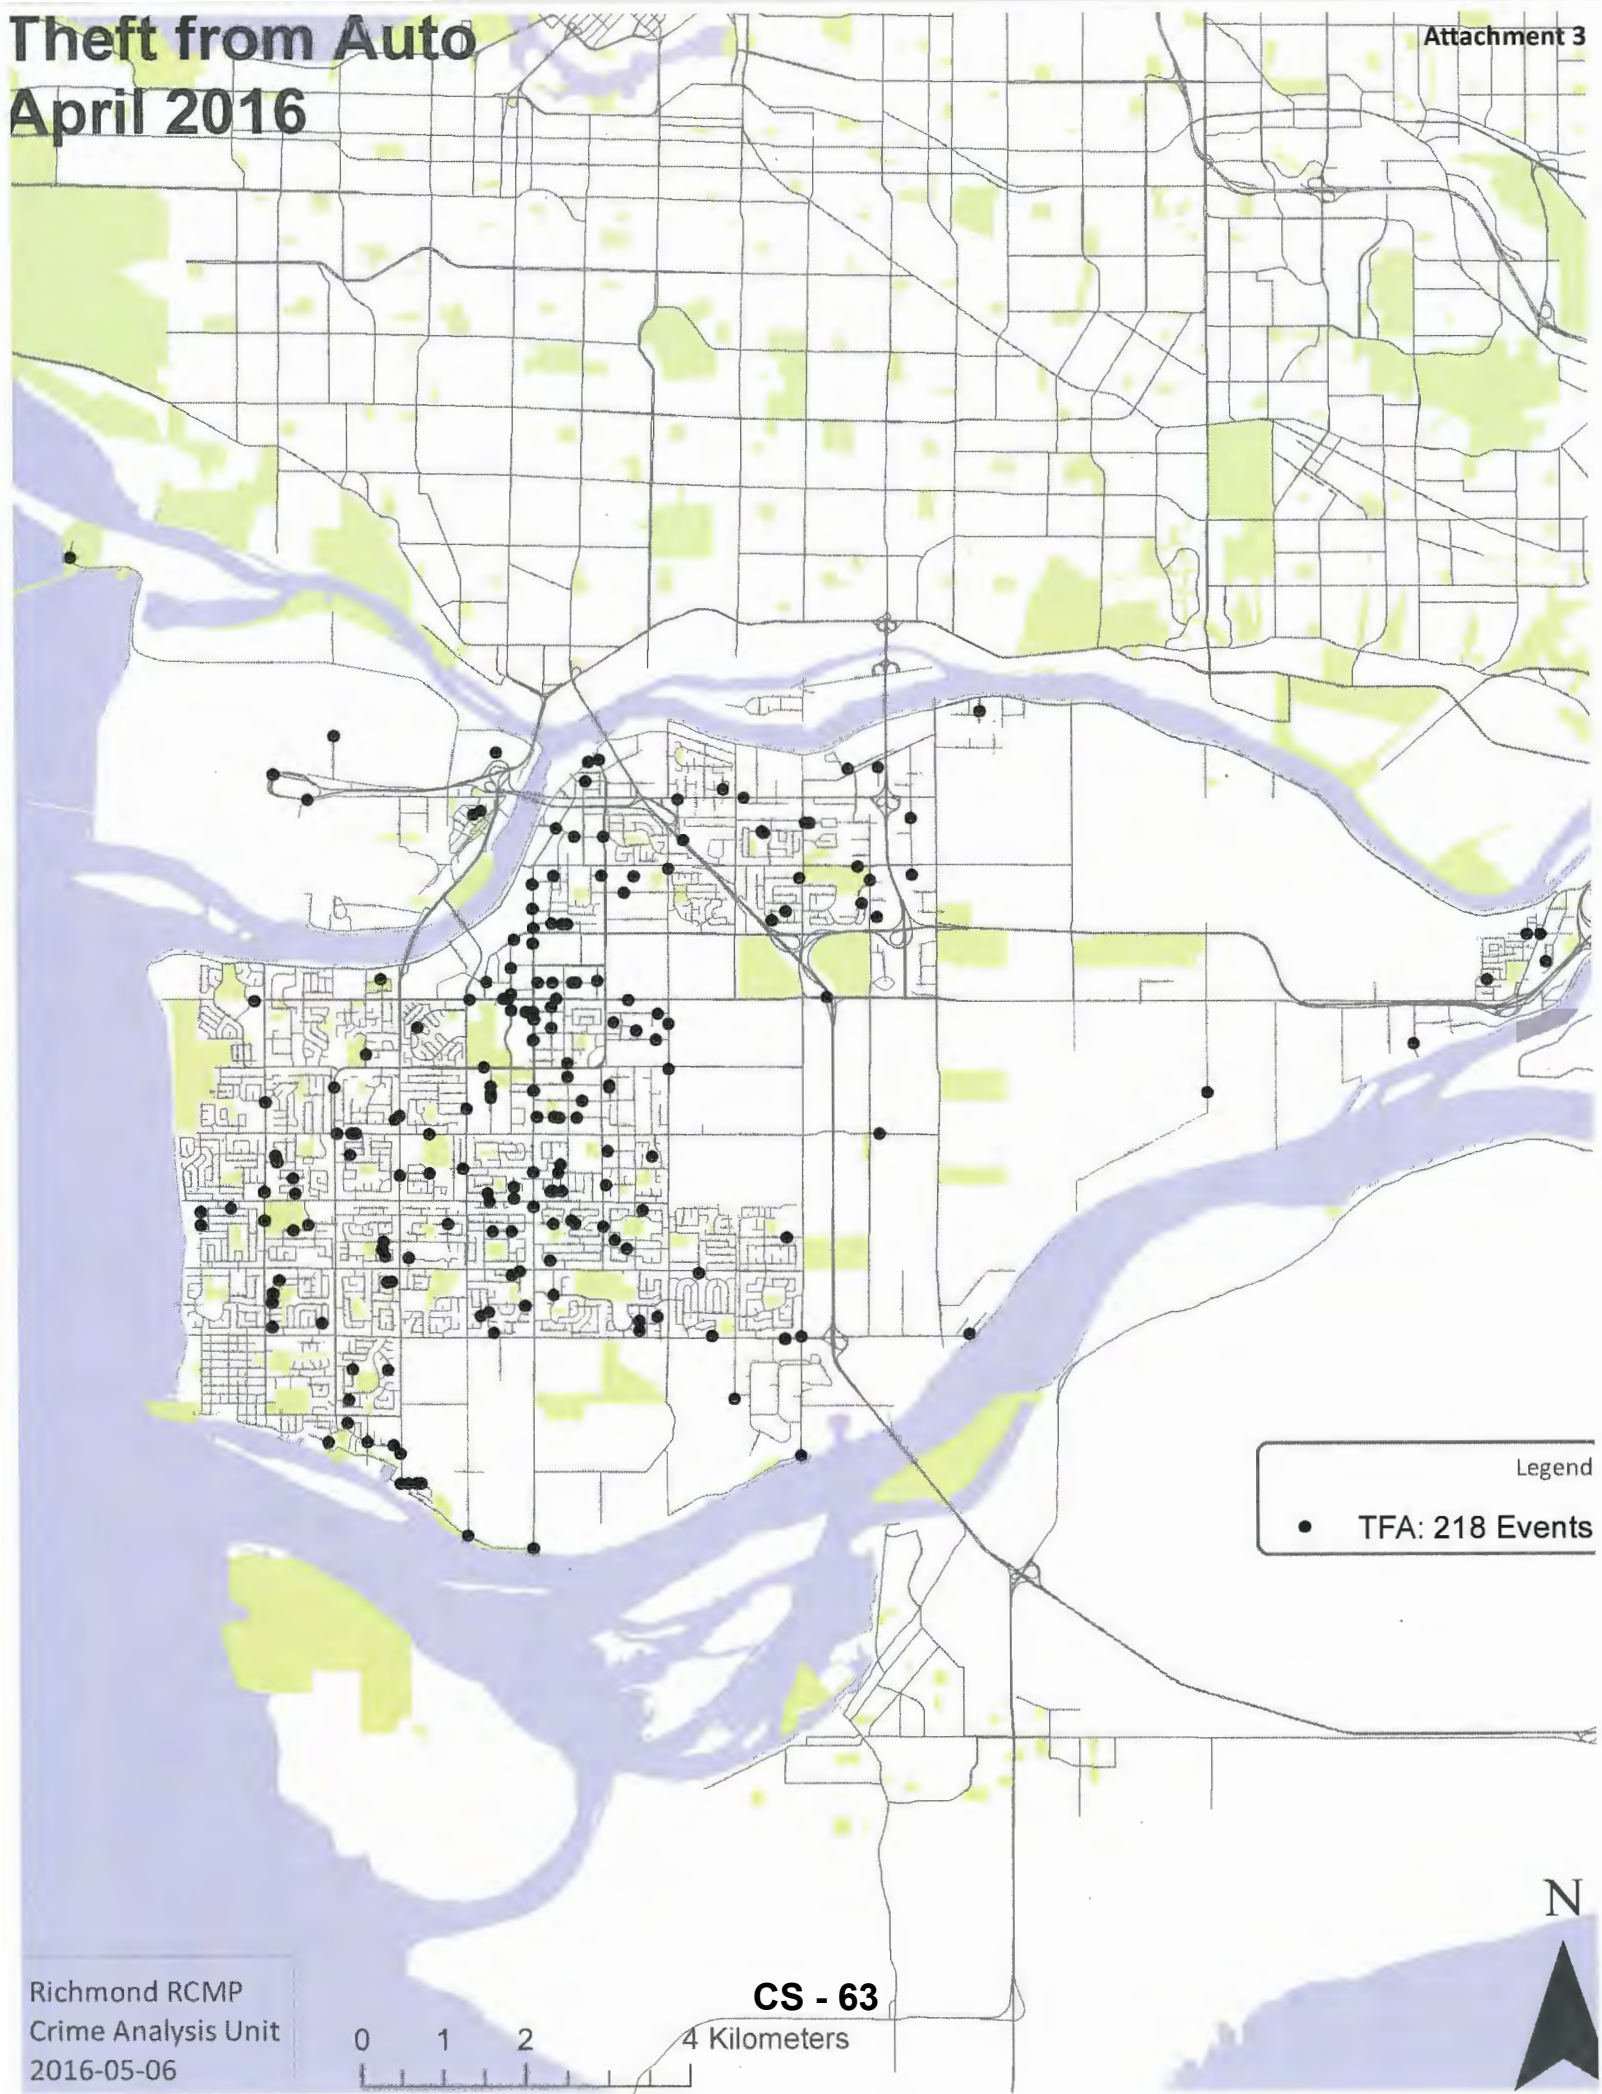 Theft from Auto
April 2016
Attachment 3
Legend
TFA: 218 Events
N
Richmond RCMP
Crime Analysis Unit
2016-05-06
CS - 63
0 1 2 4 Kilometers